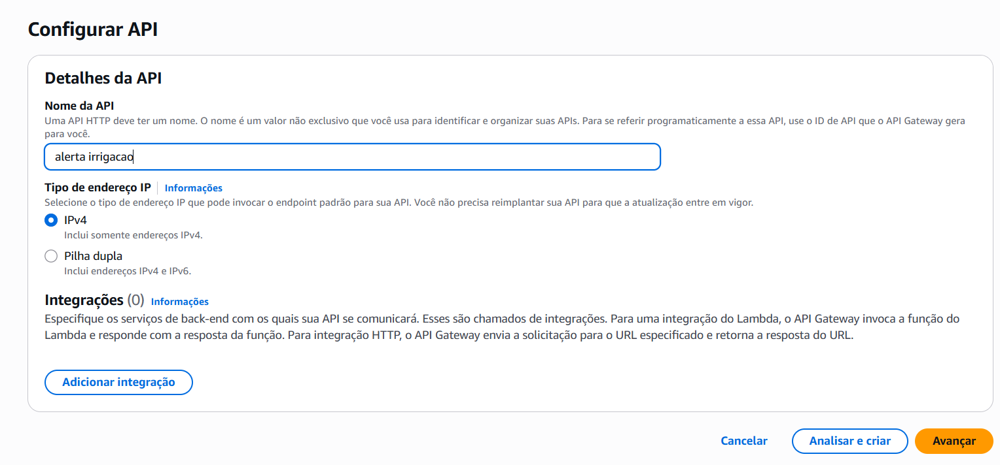 Configurar API
Detalhes da API
Nome da API
Uma API HTTP deve ter um nome. O nome é um valor não exclusivo que você usa para identificar e organizar suas APIs. Para se referir programaticamente a essa API, use o ID de API que o API Gateway gera
para você.
alerta irrigacao
Tipo de endereço IP Informações
Selecione o tipo de endereço IP que pode invocar o endpoint padrão para sua API. Você não precisa reimplantar sua API para que a atualização entre em vigor.
IPv4
Inclui somente endereços IPv4.
Pilha dupla
Inclui endereços IPv4 e IPv6.
Integrações (0) Informações
Especifique os serviços de back-end com os quais sua API se comunicará. Esses são chamados de integrações. Para uma integração do Lambda, o API Gateway invoca a função do
Lambda e responde com a resposta da função. Para integração HTTP, o API Gateway envia a solicitação para o URL especificado e retorna a resposta do URL.
Adicionar integração
Cancelar Analisar e criar Avançar